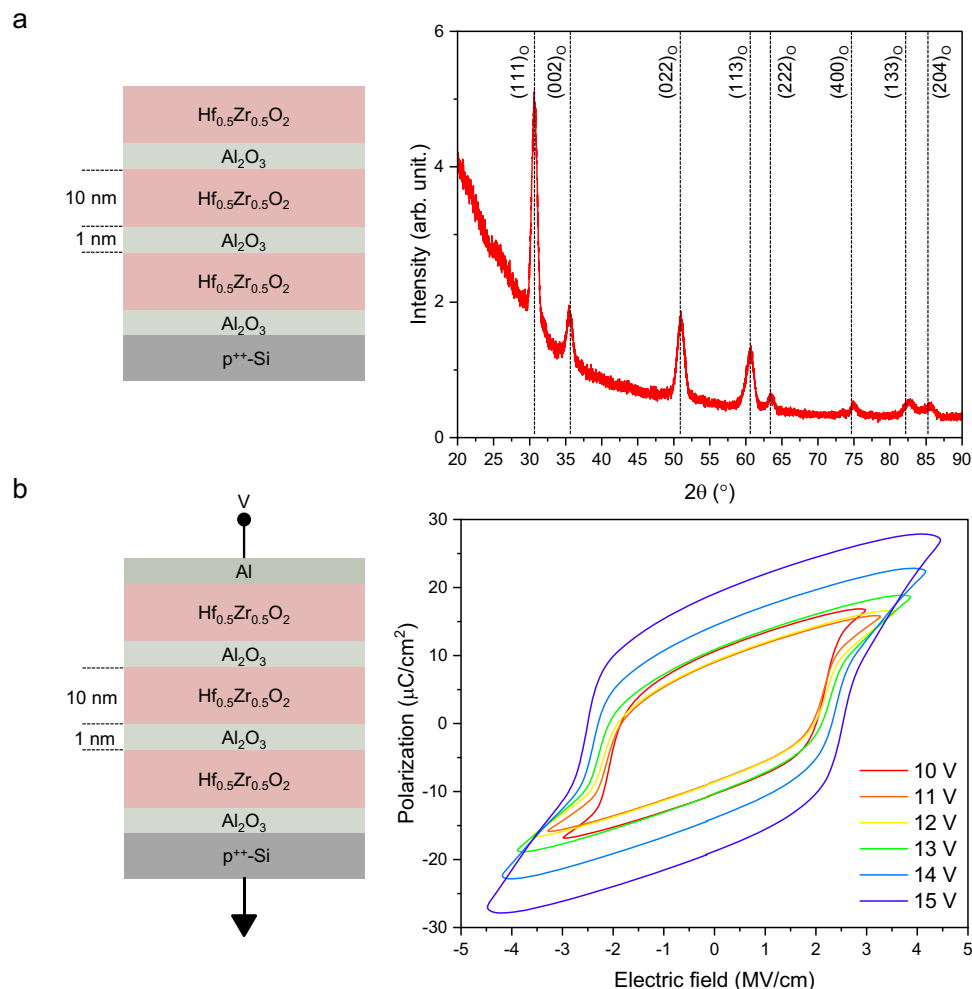 a
Hf0.5Zr0.5O2
Al2O3
10 nm
Hf0.5Zr0.5O2
1 nm
Al2O3
Hf0.5Zr0.5O2
Al2O3
p++-Si
Intensity (arb. unit.)
6
4
2
0
(111)O
(002)O
(022)O
(113)O
(222)O
(400)O
(133)O
(204)O
20 25 30 35 40 45 50 55 60 65 70 75 80 85 90
2θ (°)
b
V
Al
Hf0.5Zr0.5O2
Al2O3
10 nm
Hf0.5Zr0.5O2
1 nm
Al2O3
Hf0.5Zr0.5O2
Al2O3
p++-Si
Polarization (μC/cm2)
30
20
10
0
-10
-20
-30
10 V
11 V
12 V
13 V
14 V
15 V
-5 -4 -3 -2 -1 0 1 2 3 4 5
Electric field (MV/cm)